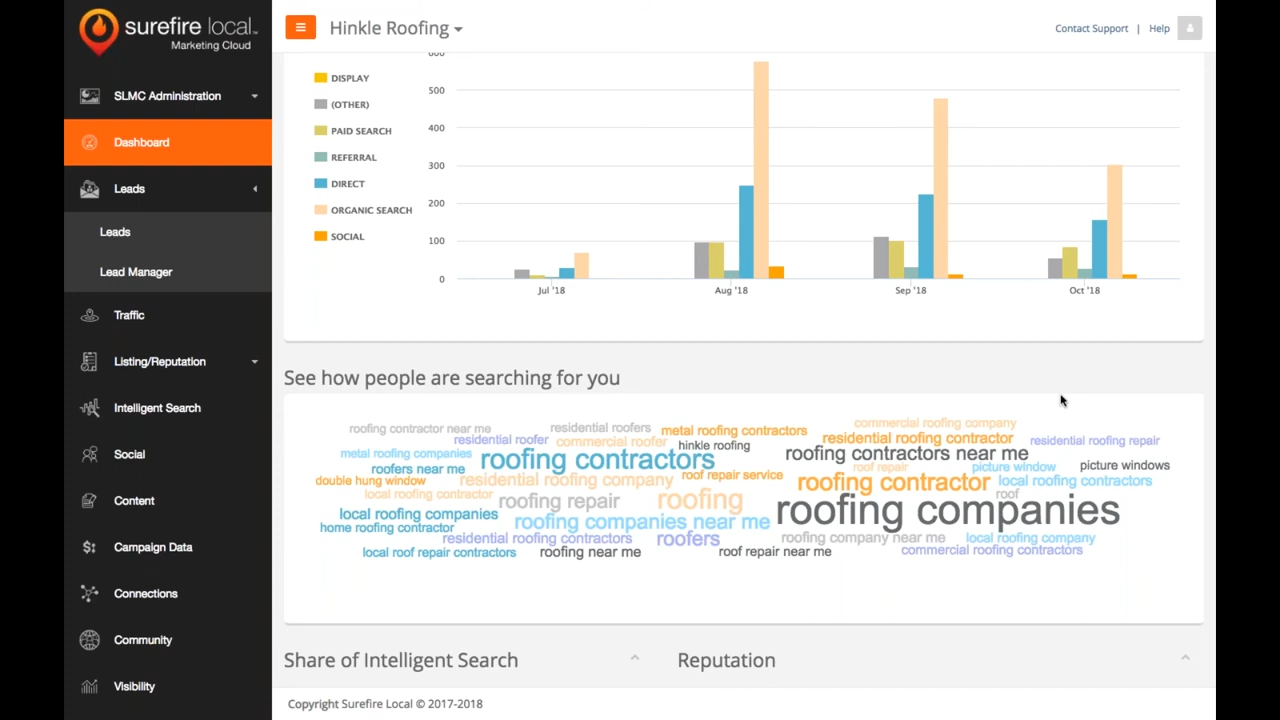 surefire local™
Marketing Cloud
SLMC Administration
Dashboard
Leads
Leads
Lead Manager
Traffic
Listing/Reputation
Intelligent Search
Social
Content
Campaign Data
Connections
Community
Visibility
Hinkle Roofing
Contact Support | Help
DISPLAY
(OTHER)
PAID SEARCH
REFERRAL
DIRECT
ORGANIC SEARCH
SOCIAL
600
500
400
300
200
100
0
Jul '18 Aug '18 Sep '18 Oct '18
See how people are searching for you
commercial roofing company
roofing contractor near me residential roofers metal roofing contractors
residential roofer commercial roofer hinkle roofing residential roofing contractor residential roofing repair
metal roofing companies roofing contractors roofing contractors near me
roofers near me roof repair picture window picture windows
double hung window residential roofing company roof repair service roofing contractor local roofing contractors
local roofing contractor roofing repair roofing roof
local roofing companies roofing companies near me roofing companies
home roofing contractor
residential roofing contractors roofers roofing company near me local roofing company
local roof repair contractors roofing near me roof repair near me commercial roofing contractors
Share of Intelligent Search Reputation
Copyright Surefire Local © 2017-2018